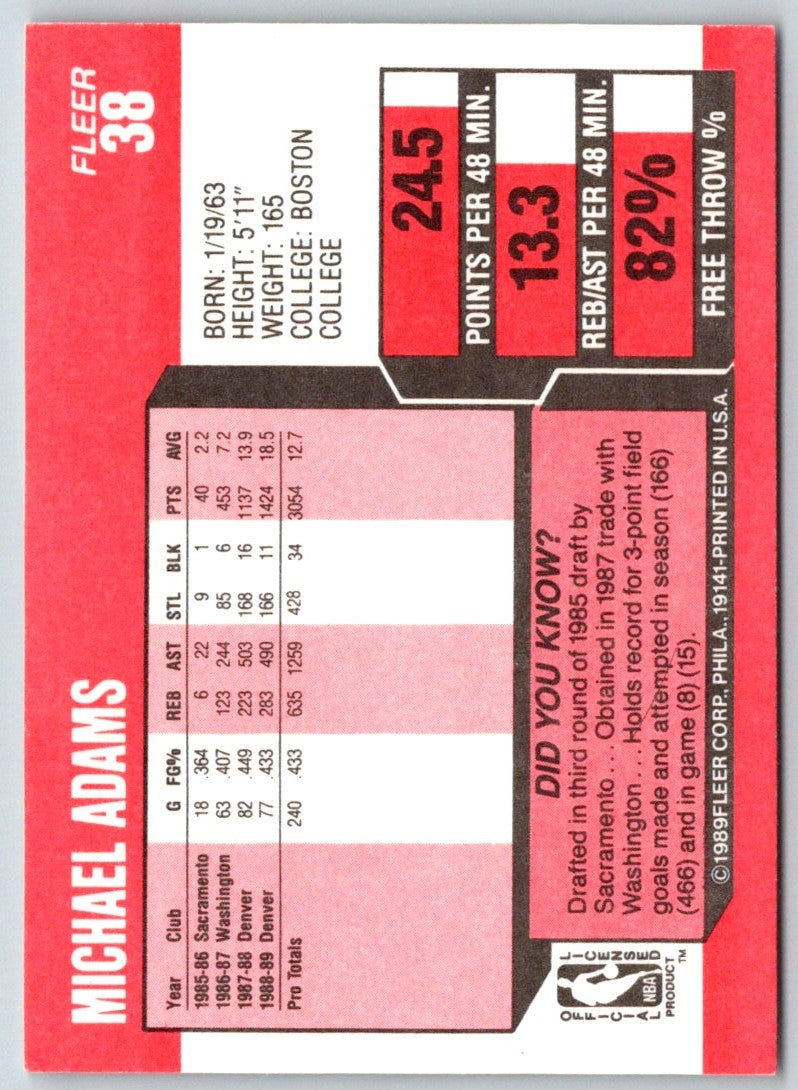 MICHAEL ADAMS
FLEER
38
BORN: 1/19/63
HEIGHT: 5'11"
WEIGHT: 165
COLLEGE: BOSTON
COLLEGE
Year Club G FG% REB AST STL BLK PTS AVG
1985-86 Sacramento 18 .364 6 22 9 1 40 2.2
1986-87 Washington 63 .407 123 244 85 6 453 7.2
1987-88 Denver 82 .449 223 503 168 16 1137 13.9
1988-89 Denver 77 .433 283 490 166 11 1424 18.5
Pro Totals 240 .433 635 1259 428 34 3054 12.7
24.5
POINTS PER 48 MIN.
13.3
REB/AST PER 48 MIN.
82%
FREE THROW %
DID YOU KNOW?
Drafted in third round of 1985 draft by
Sacramento . . . Obtained in 1987 trade with
Washington . . . Holds record for 3-point field
goals made and attempted in season (166)
(466) and in game (8) (15).
OFFICIAL LICENSED
NBA
PRODUCT™
©1989FLEER CORP., PHILA., 19141-PRINTED IN U.S.A.